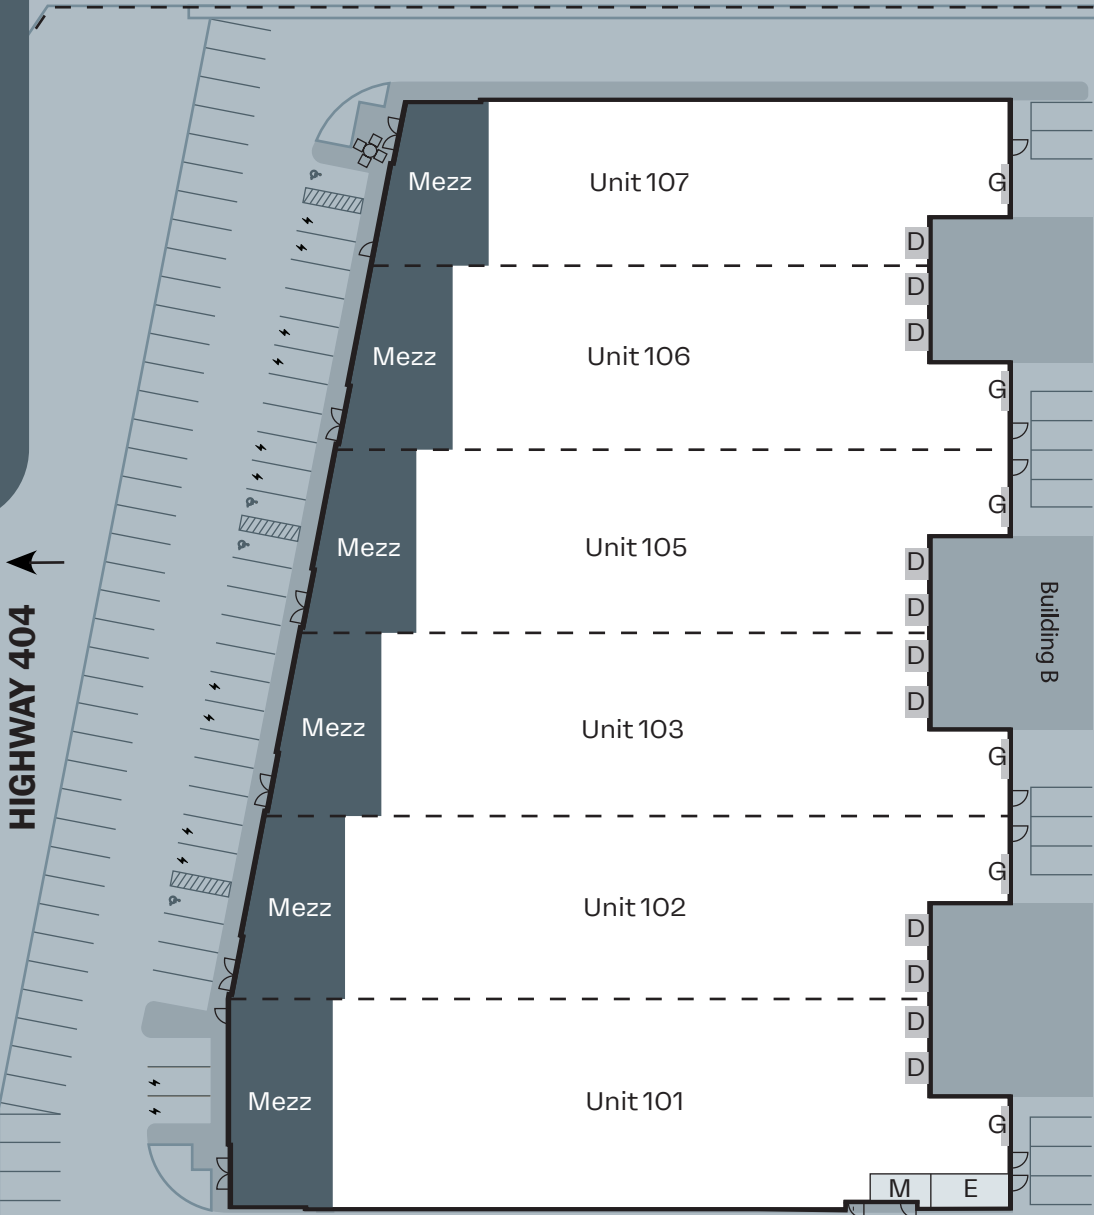 Mezz
Unit 107
G
D
D
D
Mezz
Unit 106
G
G
Mezz
Unit 105
D
D
D
D
Building B
HIGHWAY 404
Mezz
Unit 103
G
G
Mezz
Unit 102
D
D
D
D
Mezz
Unit 101
G
M
E